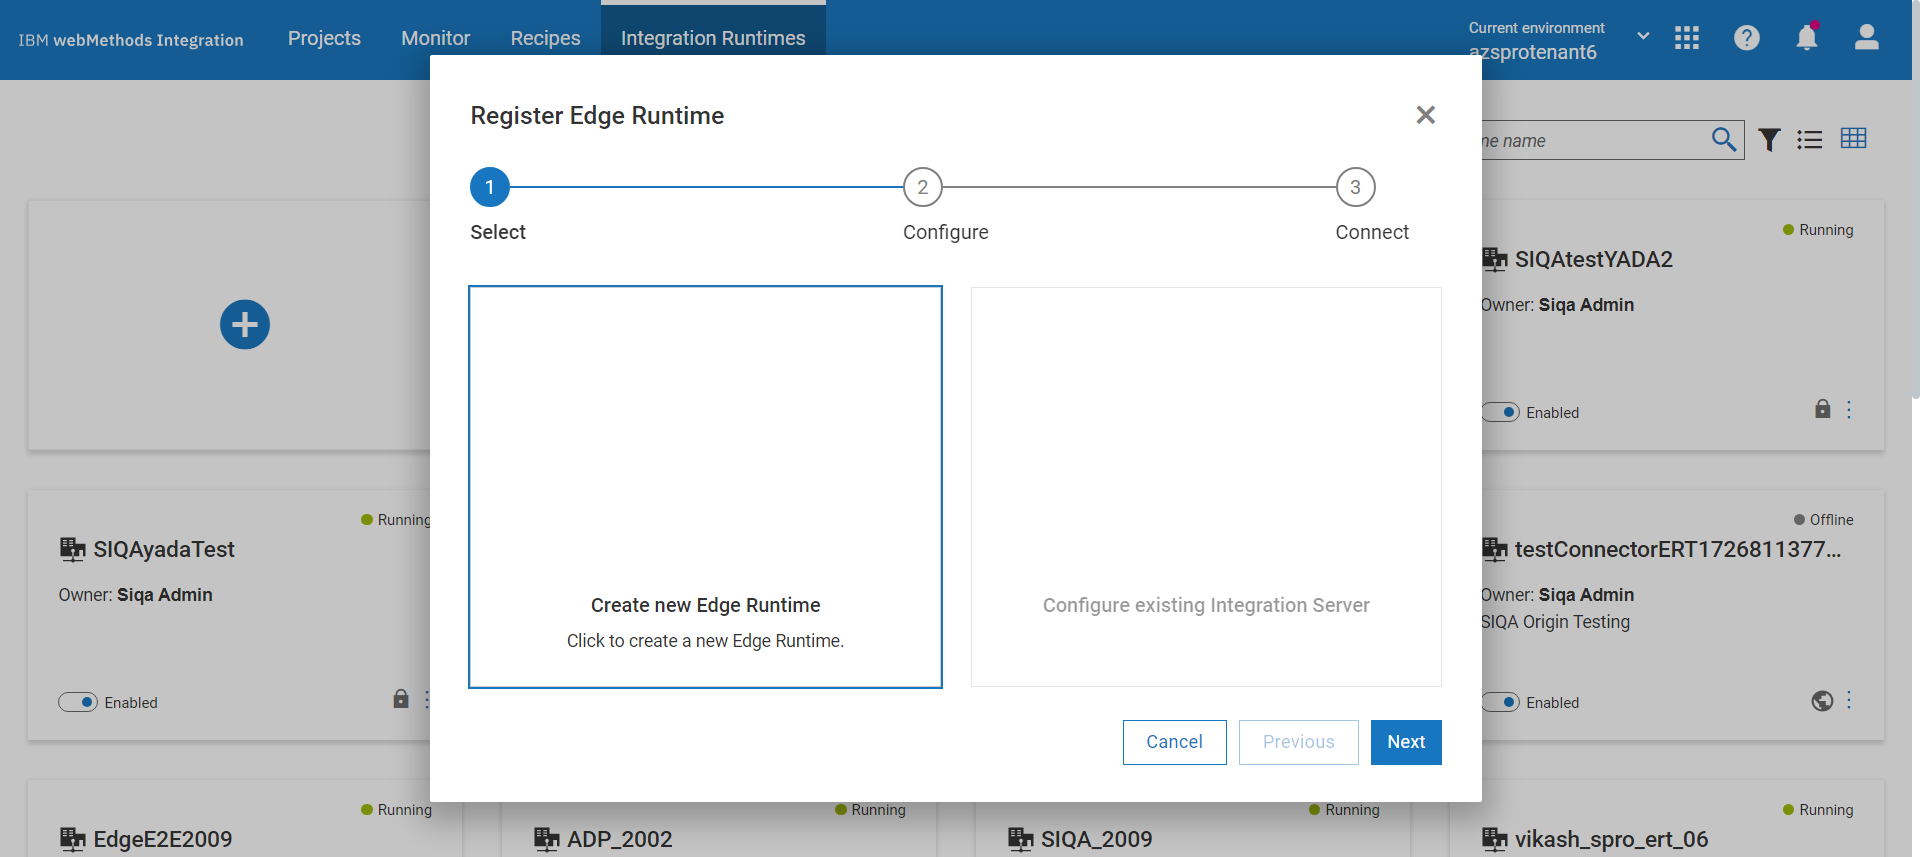 IBM webMethods Integration
Projects
Monitor
Recipes
Integration Runtimes
Current environment
azsprotenant6
Register Edge Runtime
me name
1
2
3
Select
Configure
Connect
Running
SIQAtestYADA2
Owner: Siqa Admin
Enabled
Create new Edge Runtime
Click to create a new Edge Runtime.
Configure existing Integration Server
Running
SIQAyadaTest
Owner: Siqa Admin
Enabled
Offline
testConnectorERT1726811377...
Owner: Siqa Admin
SIQA Origin Testing
Enabled
Cancel
Previous
Next
Running
EdgeE2E2009
Running
ADP_2002
Running
SIQA_2009
Running
vikash_spro_ert_06